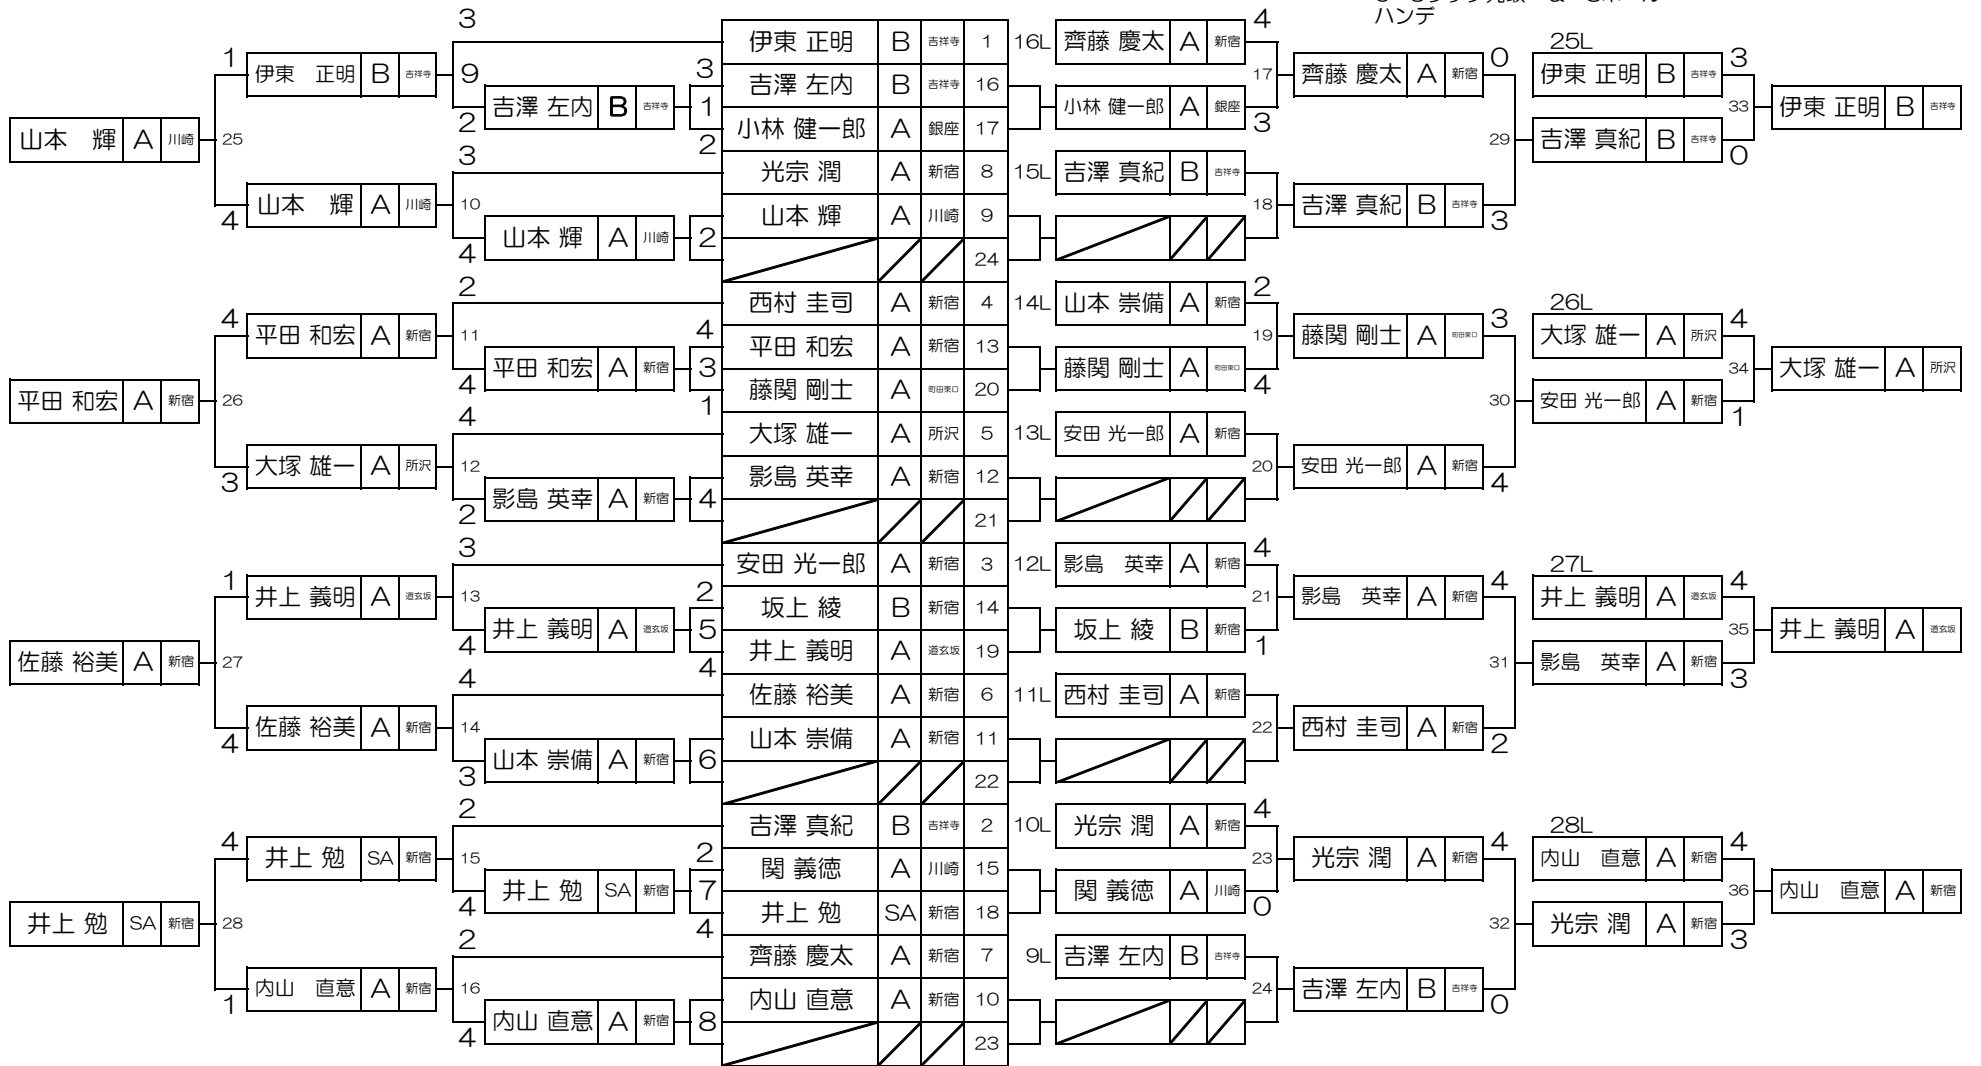 ハンデ
山本　輝 A 川崎 25
平田 和宏 A 新宿 26
佐藤 裕美 A 新宿 27
井上 勉 SA 新宿 28
1 伊東　正明 B 吉祥寺 9
4 山本　輝 A 川崎 10
4 平田 和宏 A 新宿 11
3 大塚 雄一 A 所沢 12
1 井上 義明 A 道玄坂 13
4 佐藤 裕美 A 新宿 14
4 井上 勉 SA 新宿 15
1 内山　直意 A 新宿 16
3
2 吉澤 左内 B 吉祥寺 1
3
4 山本 輝 A 川崎 2
2
4 平田 和宏 A 新宿 3
4
2 影島 英幸 A 新宿 4
3
4 井上 義明 A 道玄坂 5
4
3 山本 崇備 A 新宿 6
2
4 井上 勉 SA 新宿 7
2
4 内山 直意 A 新宿 8
伊東 正明 B 吉祥寺 1
3 吉澤 左内 B 吉祥寺 16
2 小林 健一郎 A 銀座 17
光宗 潤 A 新宿 8
山本 輝 A 川崎 9
24
西村 圭司 A 新宿 4
4 平田 和宏 A 新宿 13
1 藤関 剛士 A 町田東口 20
大塚 雄一 A 所沢 5
影島 英幸 A 新宿 12
21
安田 光一郎 A 新宿 3
2 坂上 綾 B 新宿 14
4 井上 義明 A 道玄坂 19
佐藤 裕美 A 新宿 6
山本 崇備 A 新宿 11
22
吉澤 真紀 B 吉祥寺 2
2 関 義徳 A 川崎 15
4 井上 勉 SA 新宿 18
齊藤 慶太 A 新宿 7
内山 直意 A 新宿 10
23
16L 齊藤 慶太 A 新宿 4
17
小林 健一郎 A 銀座 3
15L 吉澤 真紀 B 吉祥寺
18
14L 山本 崇備 A 新宿 2
19
藤関 剛士 A 町田東口 4
13L 安田 光一郎 A 新宿
20
12L 影島　英幸 A 新宿 4
21
坂上 綾 B 新宿 1
11L 西村 圭司 A 新宿
22
10L 光宗 潤 A 新宿 4
23
関 義徳 A 川崎 0
9L 吉澤 左内 B 吉祥寺
24
齊藤 慶太 A 新宿 0
29
吉澤 真紀 B 吉祥寺 3
藤関 剛士 A 町田東口 3
30
安田 光一郎 A 新宿 4
影島　英幸 A 新宿 4
31
西村 圭司 A 新宿 2
光宗 潤 A 新宿 4
32
吉澤 左内 B 吉祥寺 0
25L
伊東 正明 B 吉祥寺 3
33
吉澤 真紀 B 吉祥寺 0
26L
大塚 雄一 A 所沢 4
34
安田 光一郎 A 新宿 1
27L
井上 義明 A 道玄坂 4
35
影島　英幸 A 新宿 3
28L
内山　直意 A 新宿 4
36
光宗 潤 A 新宿 3
伊東 正明 B 吉祥寺
大塚 雄一 A 所沢
井上 義明 A 道玄坂
内山　直意 A 新宿